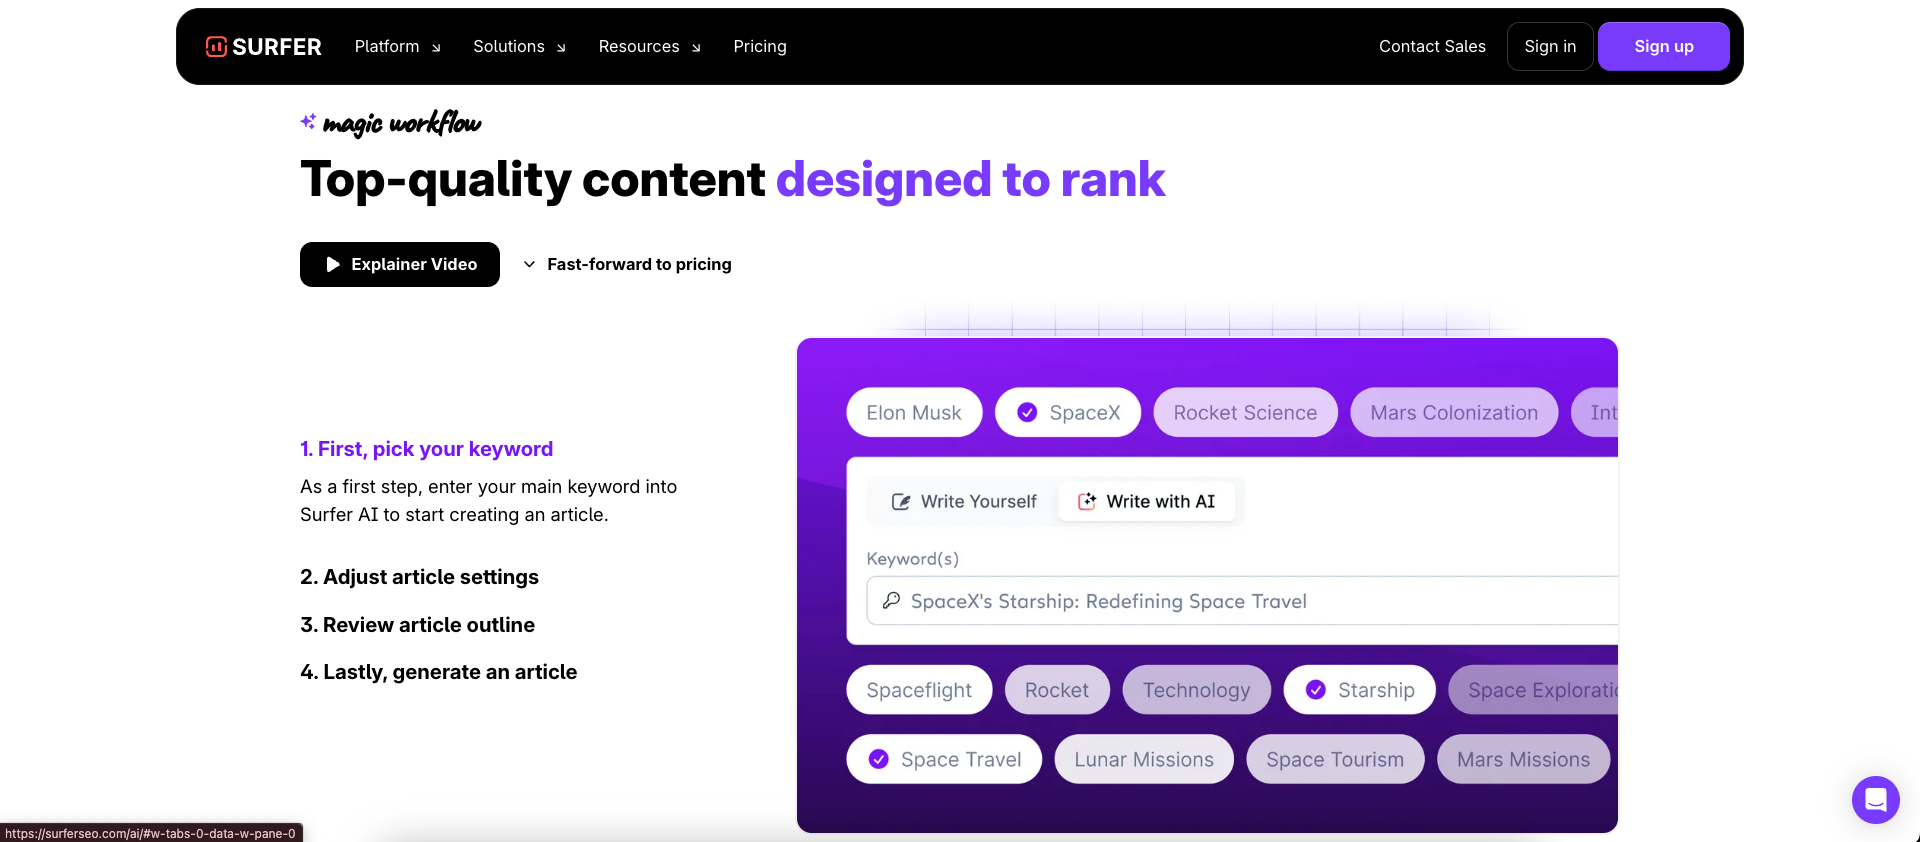 SURFER Platform Solutions Resources Pricing Contact Sales Sign in Sign up
magic workflow
Top-quality content designed to rank
Explainer Video Fast-forward to pricing
1. First, pick your keyword
As a first step, enter your main keyword into
Surfer AI to start creating an article.
2. Adjust article settings
3. Review article outline
4. Lastly, generate an article
Elon Musk SpaceX Rocket Science Mars Colonization Int
Write Yourself Write with AI
Keyword(s)
SpaceX's Starship: Redefining Space Travel
Spaceflight Rocket Technology Starship Space Exploratio
Space Travel Lunar Missions Space Tourism Mars Missions
https://surferseo.com/ai/#w-tabs-0-data-w-pane-0